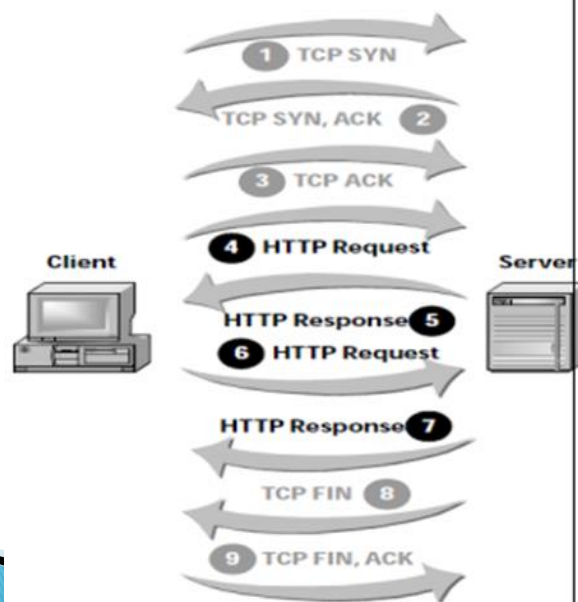 1 TCP SYN
TCP SYN, ACK 2
3 TCP ACK
4 HTTP Request
Client
Server
HTTP Response 5
6 HTTP Request
HTTP Response 7
TCP FIN 8
9 TCP FIN, ACK